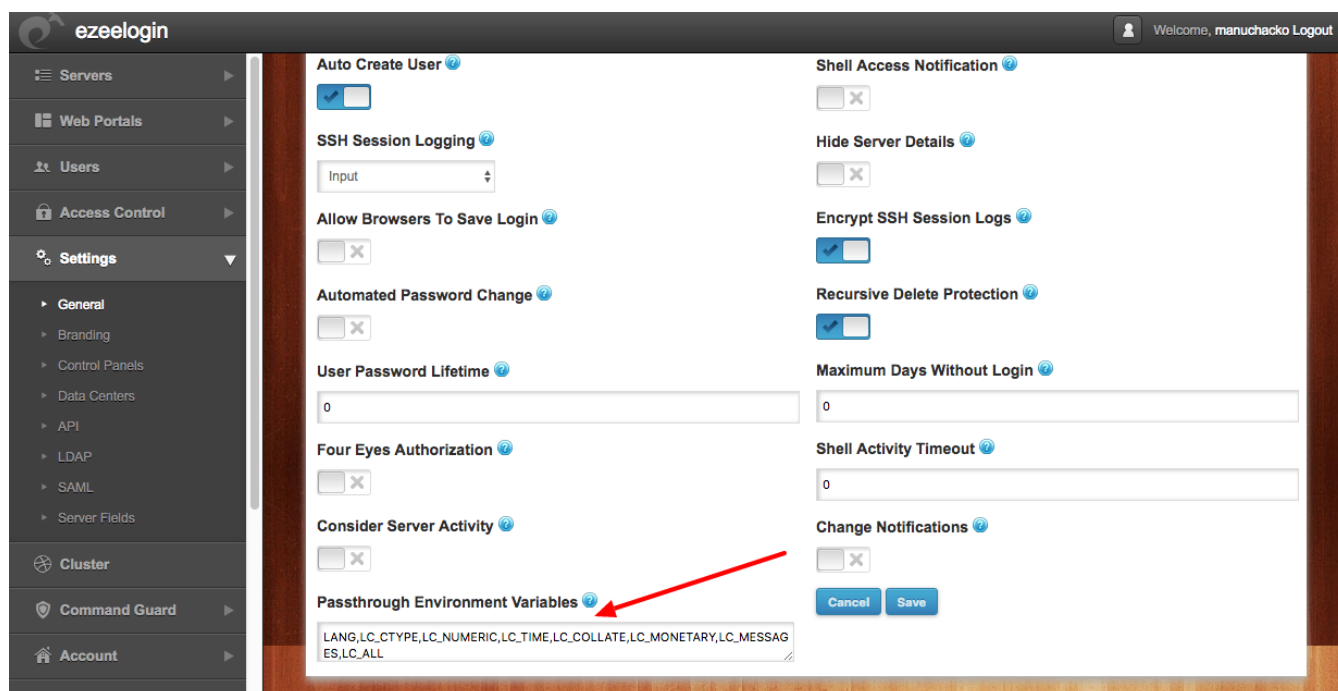 ezeelogin
Welcome, manuchacko Logout
Servers
Web Portals
Users
Access Control
Settings
General
Branding
Control Panels
Data Centers
API
LDAP
SAML
Server Fields
Cluster
Command Guard
Account
Auto Create User
SSH Session Logging
Input
Allow Browsers To Save Login
Automated Password Change
User Password Lifetime
0
Four Eyes Authorization
Consider Server Activity
Passthrough Environment Variables
LANG,LC_CTYPE,LC_NUMERIC,LC_TIME,LC_COLLATE,LC_MONETARY,LC_MESSAG
ES,LC_ALL
Shell Access Notification
Hide Server Details
Encrypt SSH Session Logs
Recursive Delete Protection
Maximum Days Without Login
0
Shell Activity Timeout
0
Change Notifications
Cancel Save